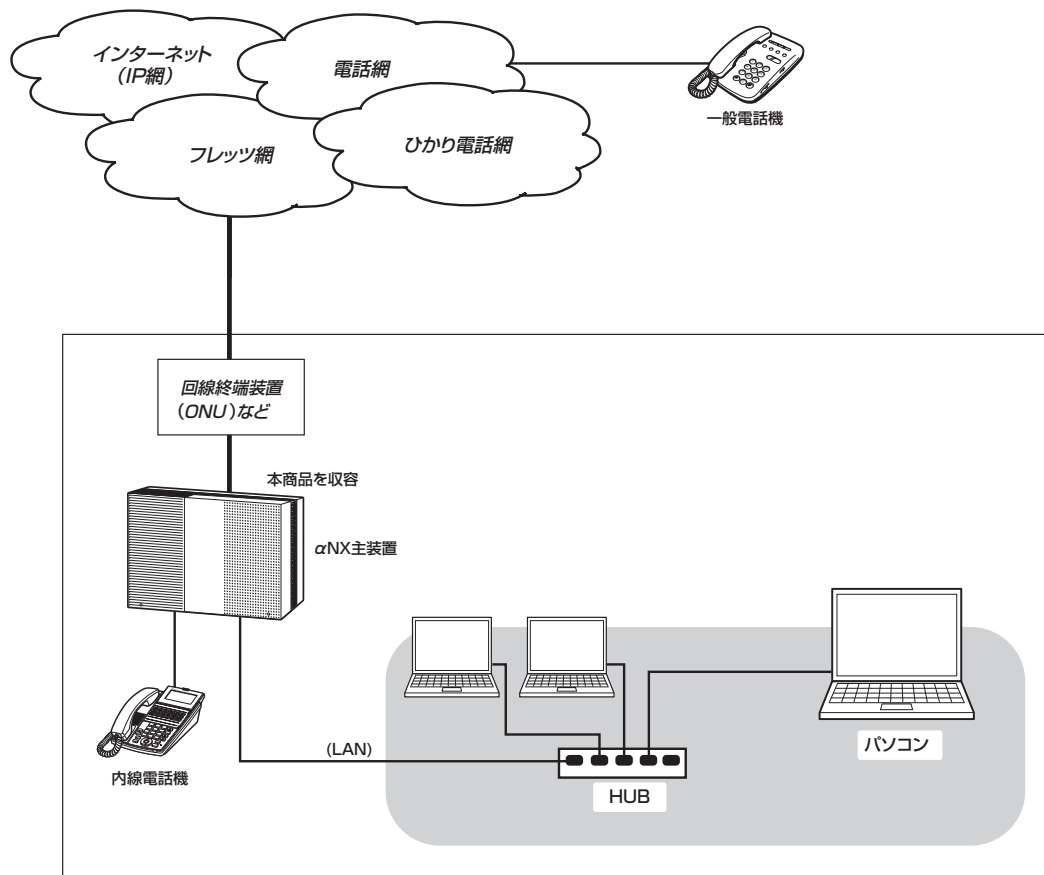 インターネット
（IP網）
電話網
一般電話機
フレッツ網
ひかり電話網
回線終端装置
（ONU）など
本商品を収容
αNX主装置
(LAN)
内線電話機
パソコン
HUB